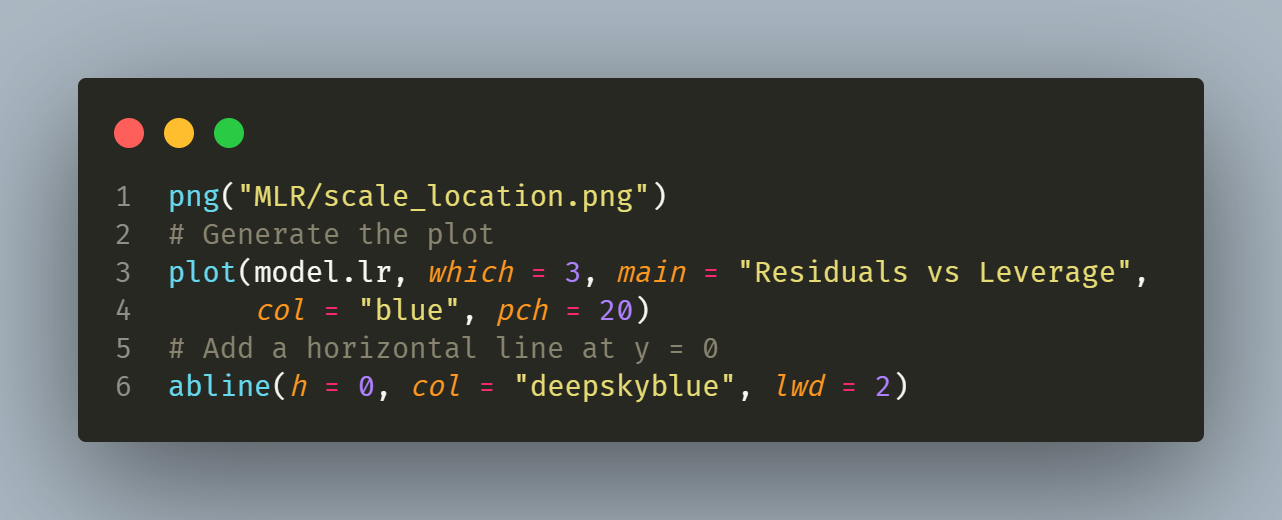 1 png("MLR/scale_location.png")
2 # Generate the plot
3 plot(model.lr, which = 3, main = "Residuals vs Leverage",
4      col = "blue", pch = 20)
5 # Add a horizontal line at y = 0
6 abline(h = 0, col = "deepskyblue", lwd = 2)